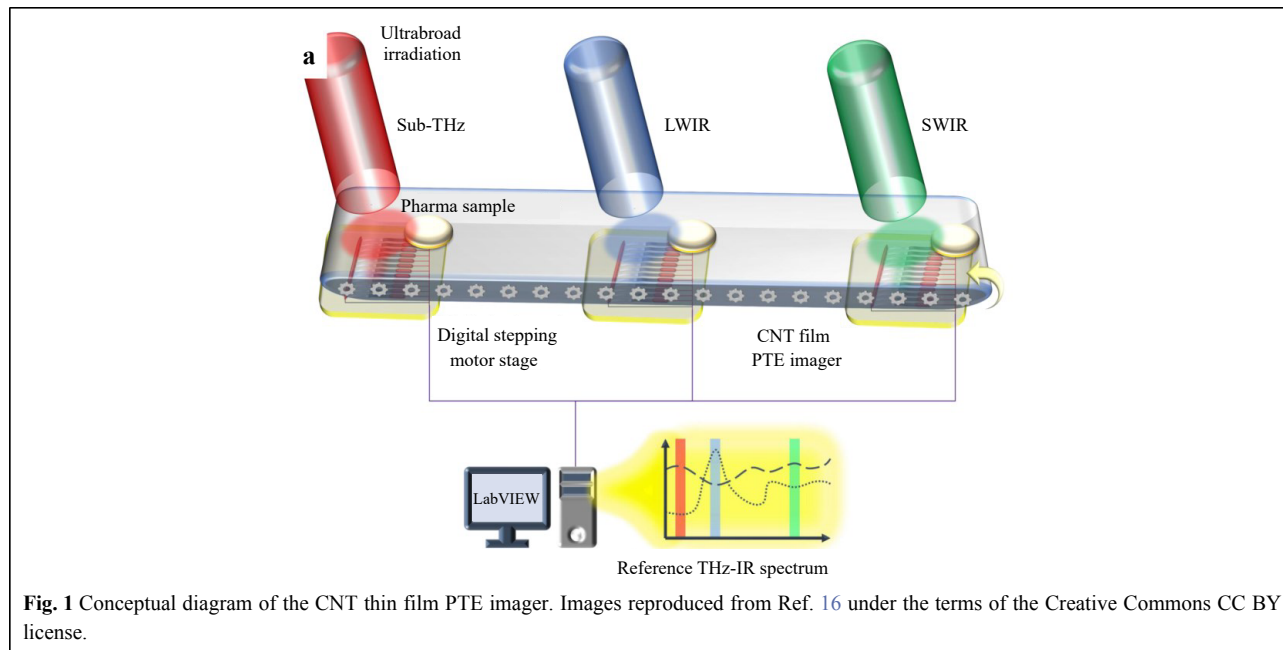 a
Ultrabroad
irradiation
Sub-THz
LWIR
SWIR
Pharma sample
Digital stepping
motor stage
CNT film
PTE imager
LabVIEW
Reference THz-IR spectrum
Fig. 1 Conceptual diagram of the CNT thin film PTE imager. Images reproduced from Ref. 16 under the terms of the Creative Commons CC BY
license.